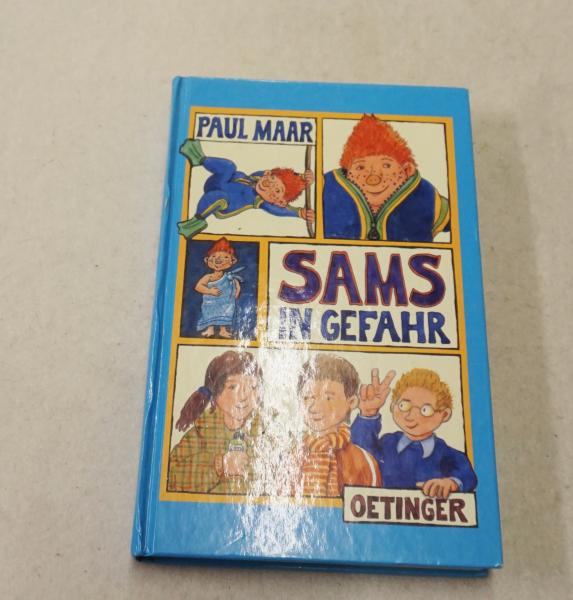 PAUL MAAR
SAMS
IN GEFAHR
OETINGER